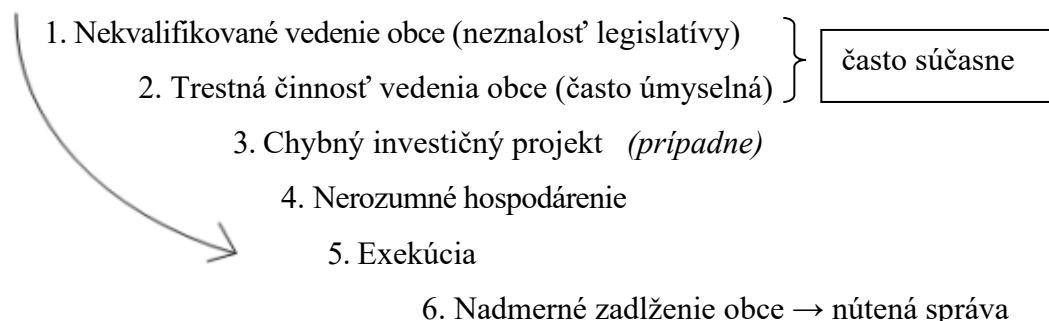 1. Nekvalifikované vedenie obce (neznalosť legislatívy)
často súčasne
2. Trestná činnosť vedenia obce (často úmyselná)
3. Chybný investičný projekt (prípadne)
4. Nerozumné hospodárenie
5. Exekúcia
6. Nadmerné zadlženie obce → nútená správa